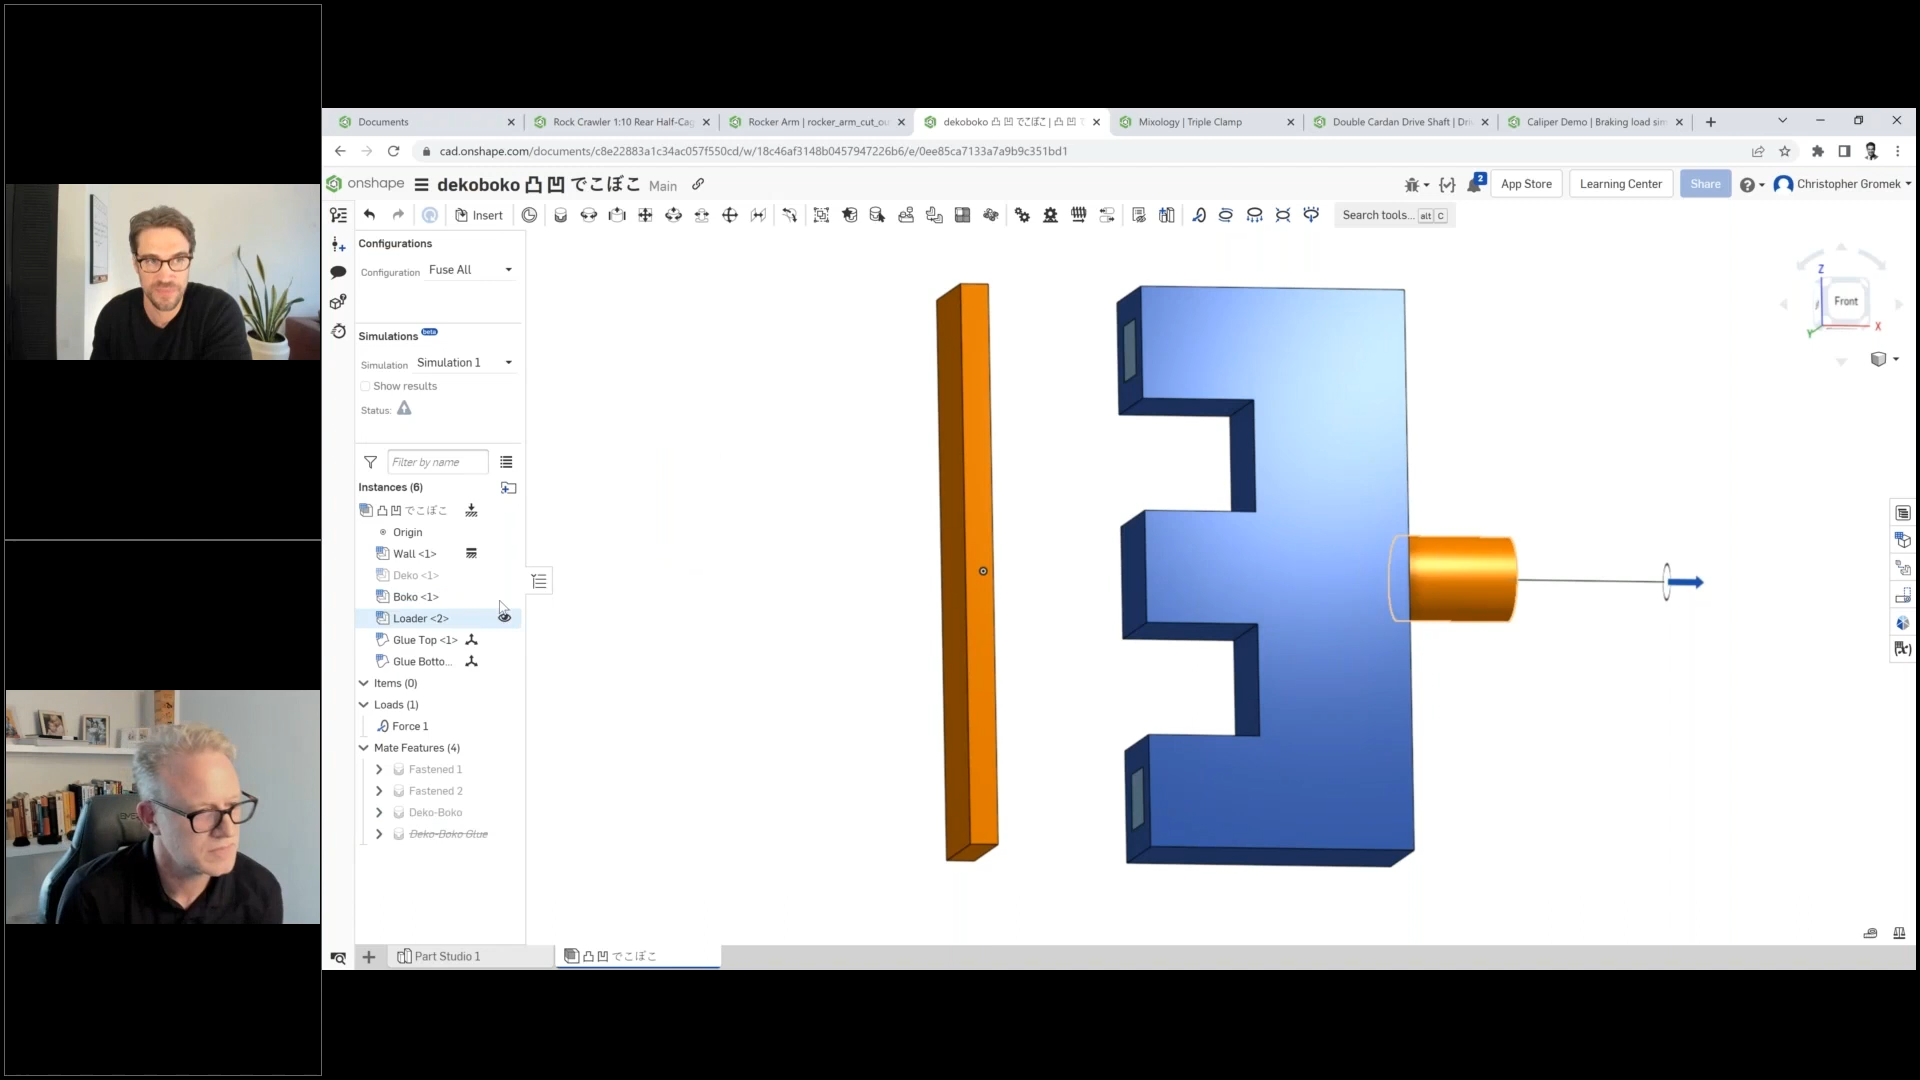 Documents
Rock Crawler 1:10 Rear Half-Cag
Rocker Arm | rocker_arm_cut_ou
dekoboko 凸 凹 でこぼこ | 凸 凹 で
Mixology | Triple Clamp
Double Cardan Drive Shaft | Dri
Caliper Demo | Braking load sim
cad.onshape.com/documents/c8e22883a1c34ac057f550cd/w/18c46af3148b0457947226b6/e/0ee85ca7133a7a9b9c351bd1
onshape
dekoboko 凸 凹 でこぼこ Main
2
App Store
Learning Center
Share
Christopher Gromek
Insert
Search tools... alt C
Configurations
Configuration Fuse All
Simulations beta
Simulation Simulation 1
Show results
Status:
Filter by name
Instances (6)
凸 凹 でこぼこ
Origin
Wall <1>
Deko <1>
Boko <1>
Loader <2>
Glue Top <1>
Glue Botto...
Items (0)
Loads (1)
Force 1
Mate Features (4)
Fastened 1
Fastened 2
Deko-Boko
Deko-Boko Glue
Z
Front
X
Y
Part Studio 1
凸 凹 でこぼこ